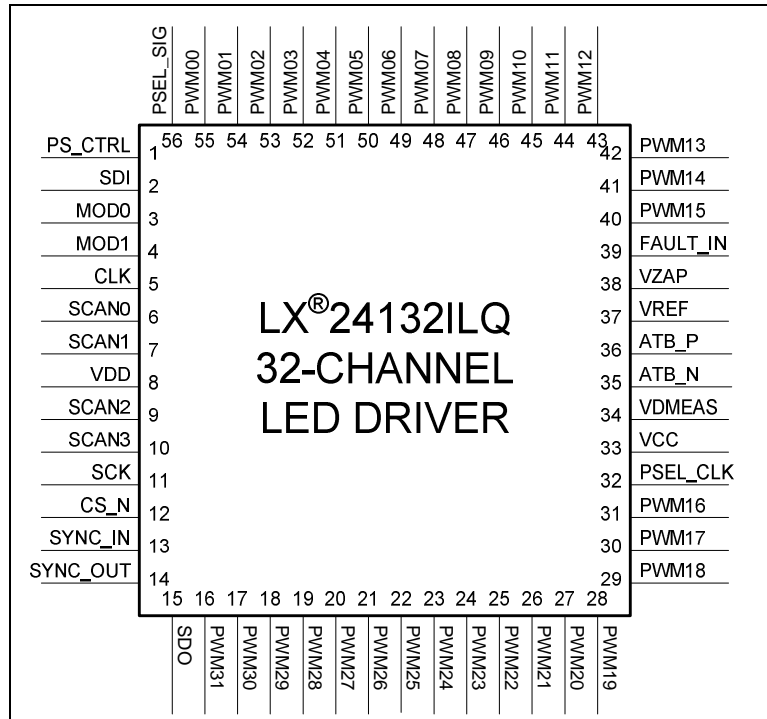 PSEL_SIG
PWM00
PWM01
PWM02
PWM03
PWM04
PWM05
PWM06
PWM07
PWM08
PWM09
PWM10
PWM11
PWM12
56 55 54 53 52 51 50 49 48 47 46 45 44 43
PS_CTRL 1
SDI 2
MOD0 3
MOD1 4
CLK 5
SCAN0 6
SCAN1 7
VDD 8
SCAN2 9
SCAN3 10
SCK 11
CS_N 12
SYNC_IN 13
SYNC_OUT 14
LX®24132ILQ
32-CHANNEL
LED DRIVER
42 PWM13
41 PWM14
40 PWM15
39 FAULT_IN
38 VZAP
37 VREF
36 ATB_P
35 ATB_N
34 VDMEAS
33 VCC
32 PSEL_CLK
31 PWM16
30 PWM17
29 PWM18
15 16 17 18 19 20 21 22 23 24 25 26 27 28
SDO
PWM31
PWM30
PWM29
PWM28
PWM27
PWM26
PWM25
PWM24
PWM23
PWM22
PWM21
PWM20
PWM19